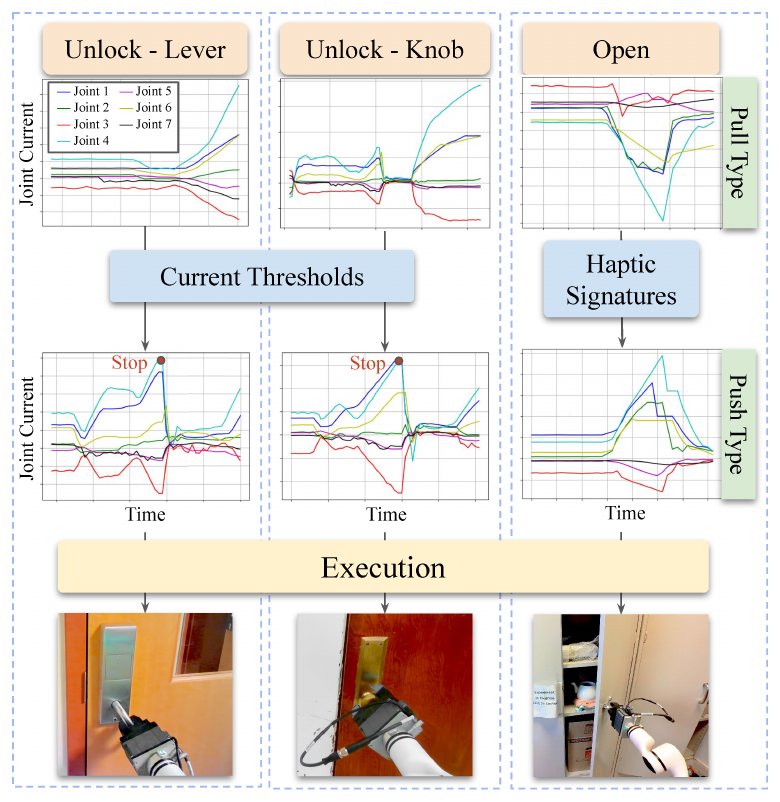 Unlock - Lever
Unlock - Knob
Open
Joint Current
Joint 1
Joint 5
Joint 2
Joint 6
Joint 3
Joint 7
Joint 4
Pull Type
Current Thresholds
Haptic
Signatures
Joint Current
Stop
Stop
Push Type
Time
Time
Time
Execution